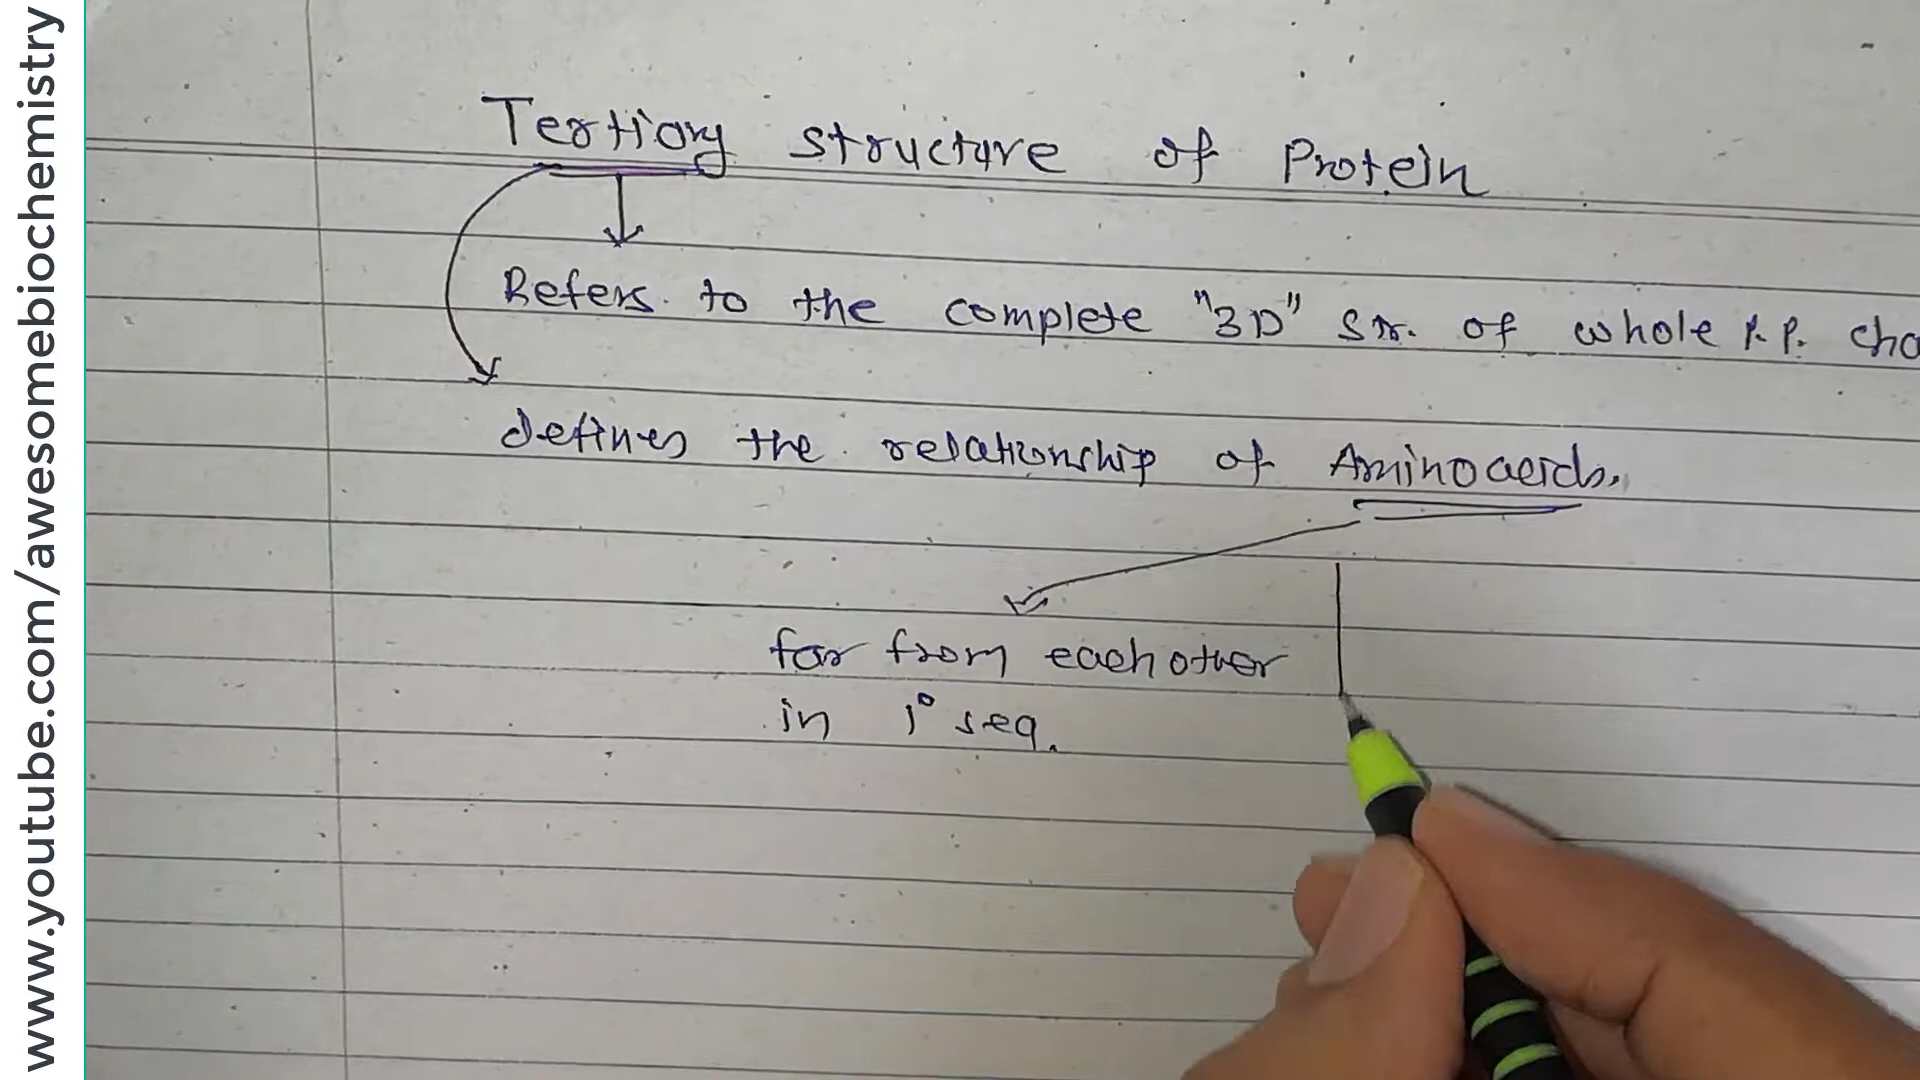 www.youtube.com/awesomebiochemistry
Tertiary structure of Protein
Refers to the complete "3D" Str. of whole P.P. cha
defines the relationship of Aminoacids.
far from eachother
in 1° seq.